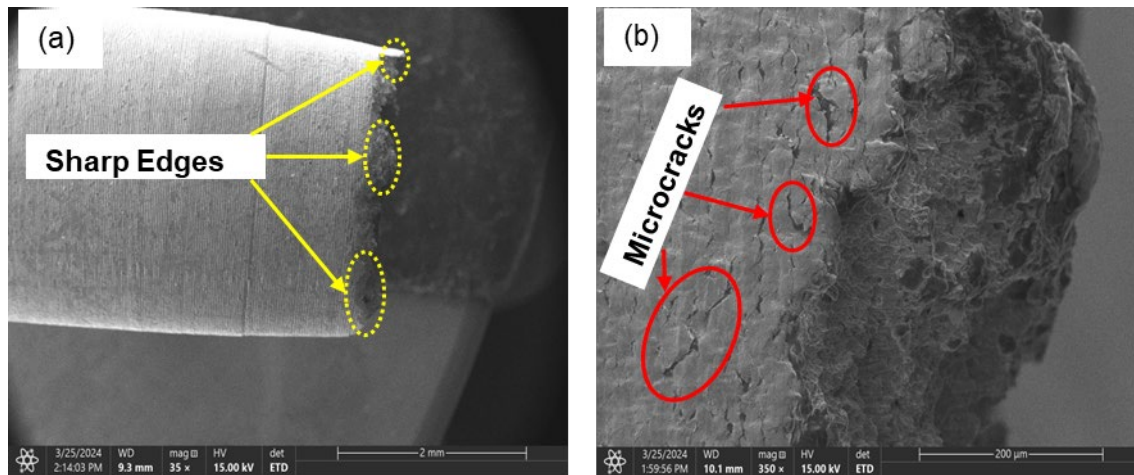 (a)
Sharp Edges
3/25/2024 WD mag HV det
2:14:03 PM 9.3 mm 35 × 15.00 kV ETD
2 mm
(b)
Microcracks
3/25/2024 WD mag HV det
1:59:56 PM 10.1 mm 350 × 15.00 kV ETD
200 μm